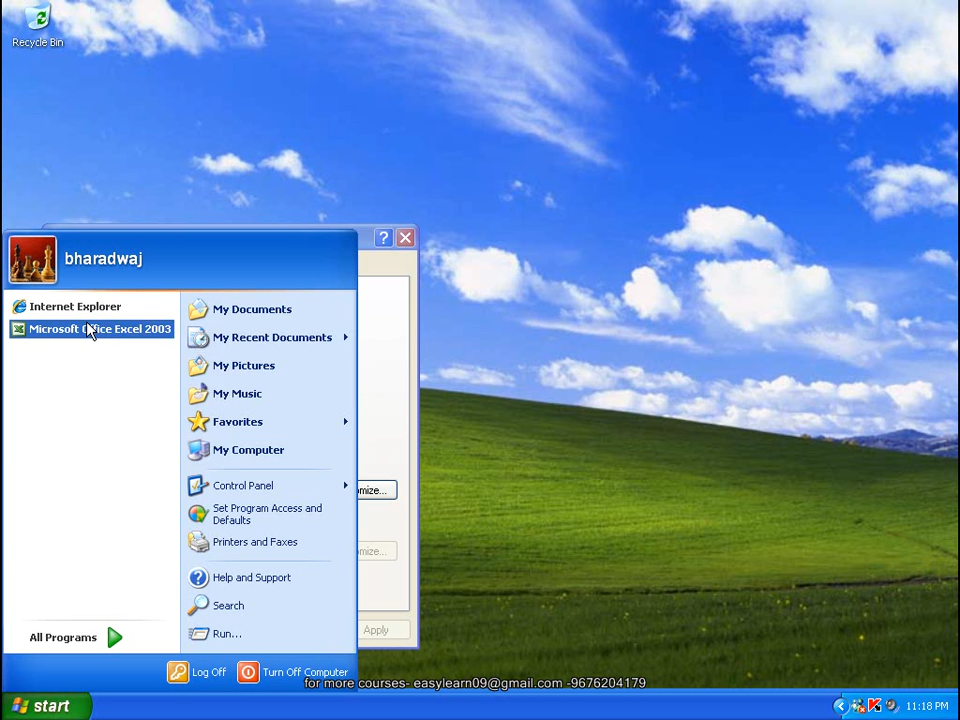 Recycle Bin
bharadwaj
Internet Explorer
Microsoft Office Excel 2003
My Documents
My Recent Documents
My Pictures
My Music
Favorites
My Computer
Control Panel
Set Program Access and
Defaults
Printers and Faxes
Help and Support
Search
Run...
All Programs
mize...
mize...
Apply
Log Off
Turn Off Computer
for more courses- easylearn09@gmail.com -9676204179
start
11:18 PM